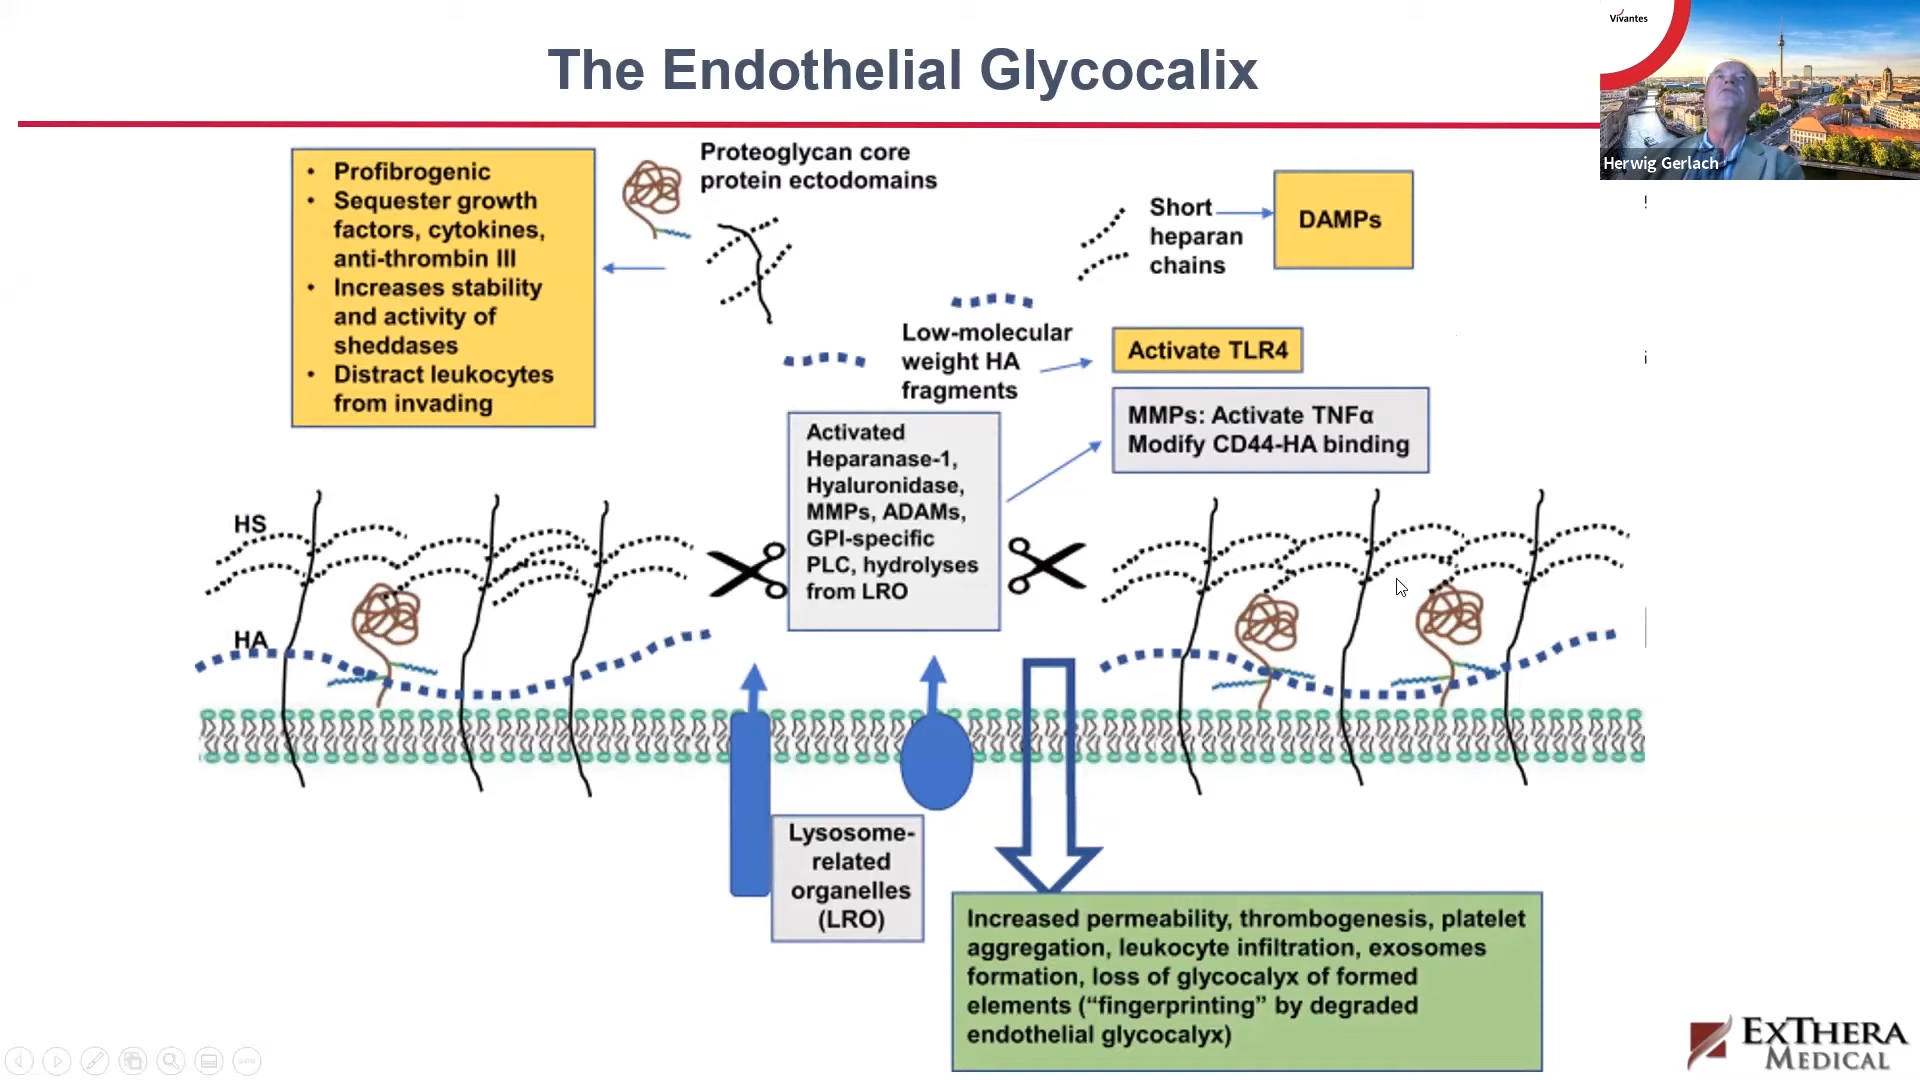 The Endothelial Glycocalix
Vivantes
Herwig Gerlach
• Profibrogenic
• Sequester growth
factors, cytokines,
anti-thrombin III
• Increases stability
and activity of
sheddases
• Distract leukocytes
from invading
Proteoglycan core
protein ectodomains
Short
heparan
chains
DAMPs
Low-molecular
weight HA
fragments
Activate TLR4
MMPs: Activate TNFα
Modify CD44-HA binding
Activated
Heparanase-1,
Hyaluronidase,
MMPs, ADAMs,
GPI-specific
PLC, hydrolyses
from LRO
HS
HA
Lysosome-
related
organelles
(LRO)
Increased permeability, thrombogenesis, platelet
aggregation, leukocyte infiltration, exosomes
formation, loss of glycocalyx of formed
elements (“fingerprinting” by degraded
endothelial glycocalyx)
EXTHERA
MEDICAL